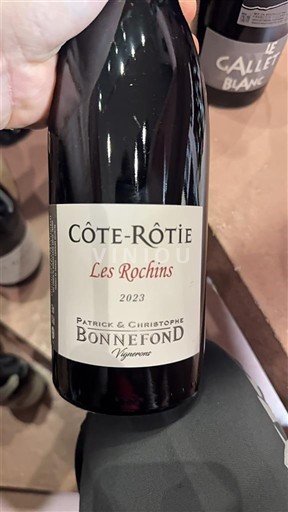 CÔTE-RÔTIE
VINIOU
Les Rochins
2023
PATRICK & CHRISTOPHE
BONNEFOND
Vignerons
LE
GALLET
BLANC